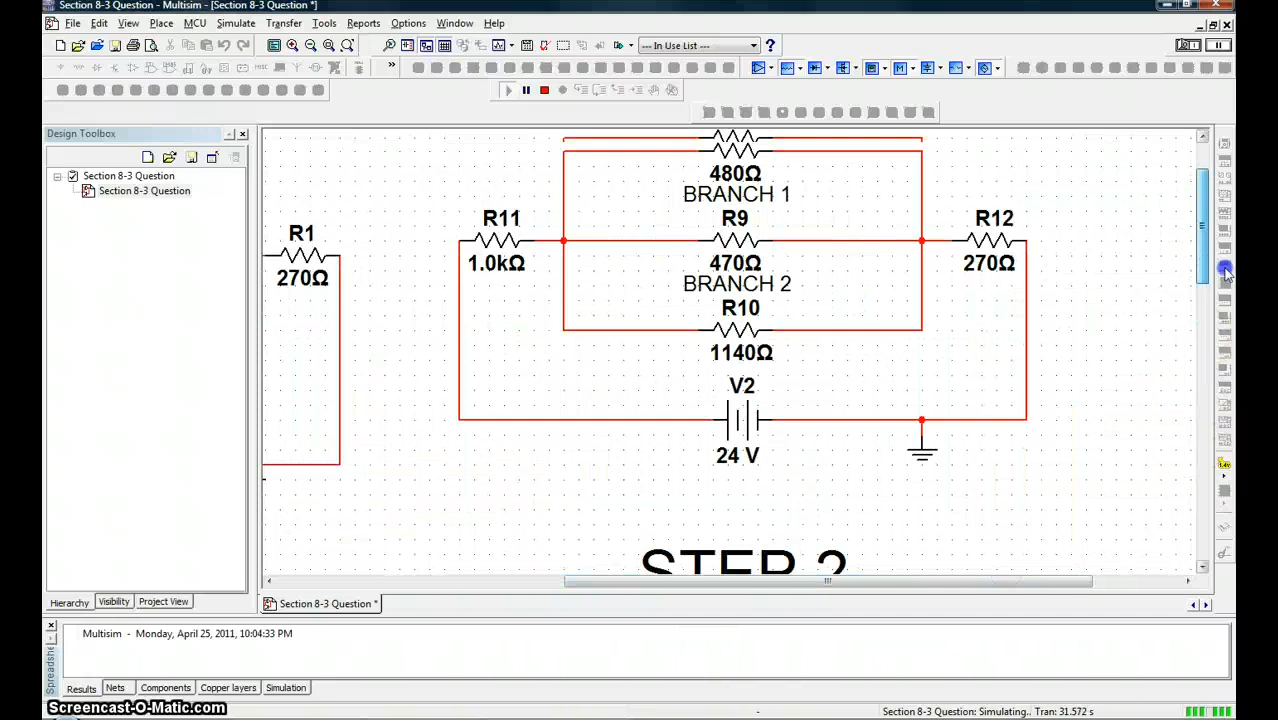 Section 8-3 Question - Multisim - [Section 8-3 Question *]
File Edit View Place MCU Simulate Transfer Tools Reports Options Window Help
--- In Use List ---
Design Toolbox
Section 8-3 Question
Section 8-3 Question
480Ω
BRANCH 1
R11
R9
R12
R1
1.0kΩ
470Ω
270Ω
270Ω
BRANCH 2
R10
1140Ω
V2
24 V
STEP 2
Hierarchy Visibility Project View
Section 8-3 Question *
Multisim - Monday, April 25, 2011, 10:04:33 PM
Results Nets Components Copper layers Simulation
Screencast-O-Matic.com
- Section 8-3 Question: Simulating.. Tran: 31.572 s